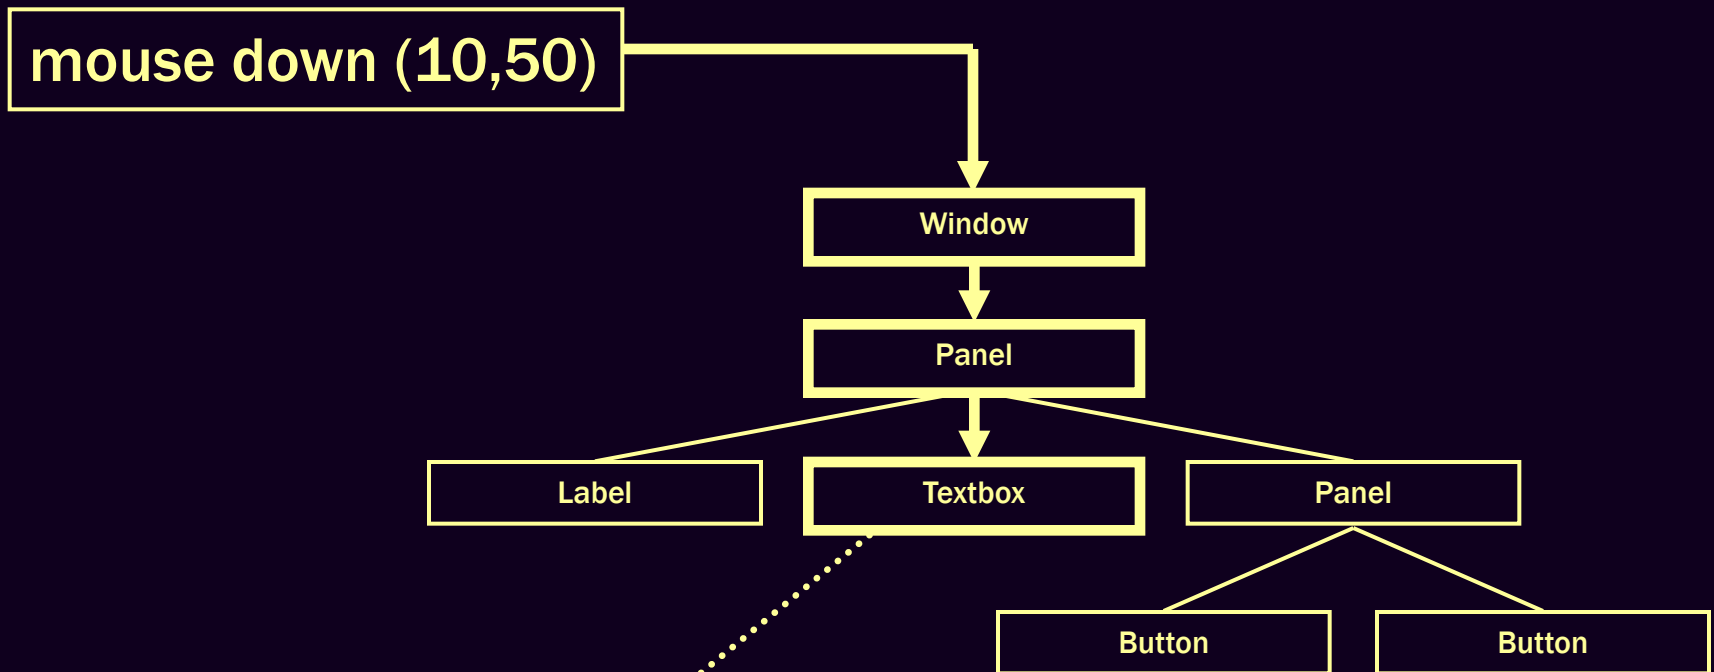 mouse down (10,50)
Window
Panel
Label
Textbox
Panel
Button
Button